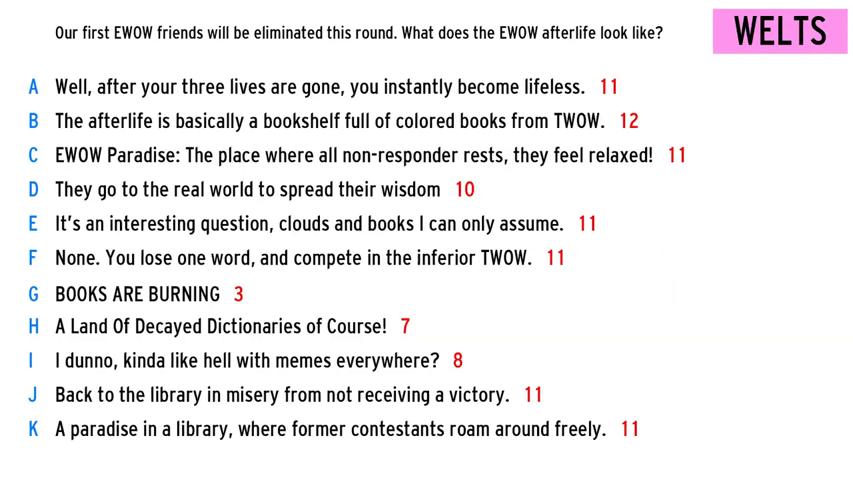 Our first EWOW friends will be eliminated this round. What does the EWOW afterlife look like?
WELTS
A Well, after your three lives are gone, you instantly become lifeless. 11
B The afterlife is basically a bookshelf full of colored books from TWOW. 12
C EWOW Paradise: The place where all non-responder rests, they feel relaxed! 11
D They go to the real world to spread their wisdom 10
E It's an interesting question, clouds and books I can only assume. 11
F None. You lose one word, and compete in the inferior TWOW. 11
G BOOKS ARE BURNING 3
H A Land Of Decayed Dictionaries of Course! 7
I I dunno, kinda like hell with memes everywhere? 8
J Back to the library in misery from not receiving a victory. 11
K A paradise in a library, where former contestants roam around freely. 11